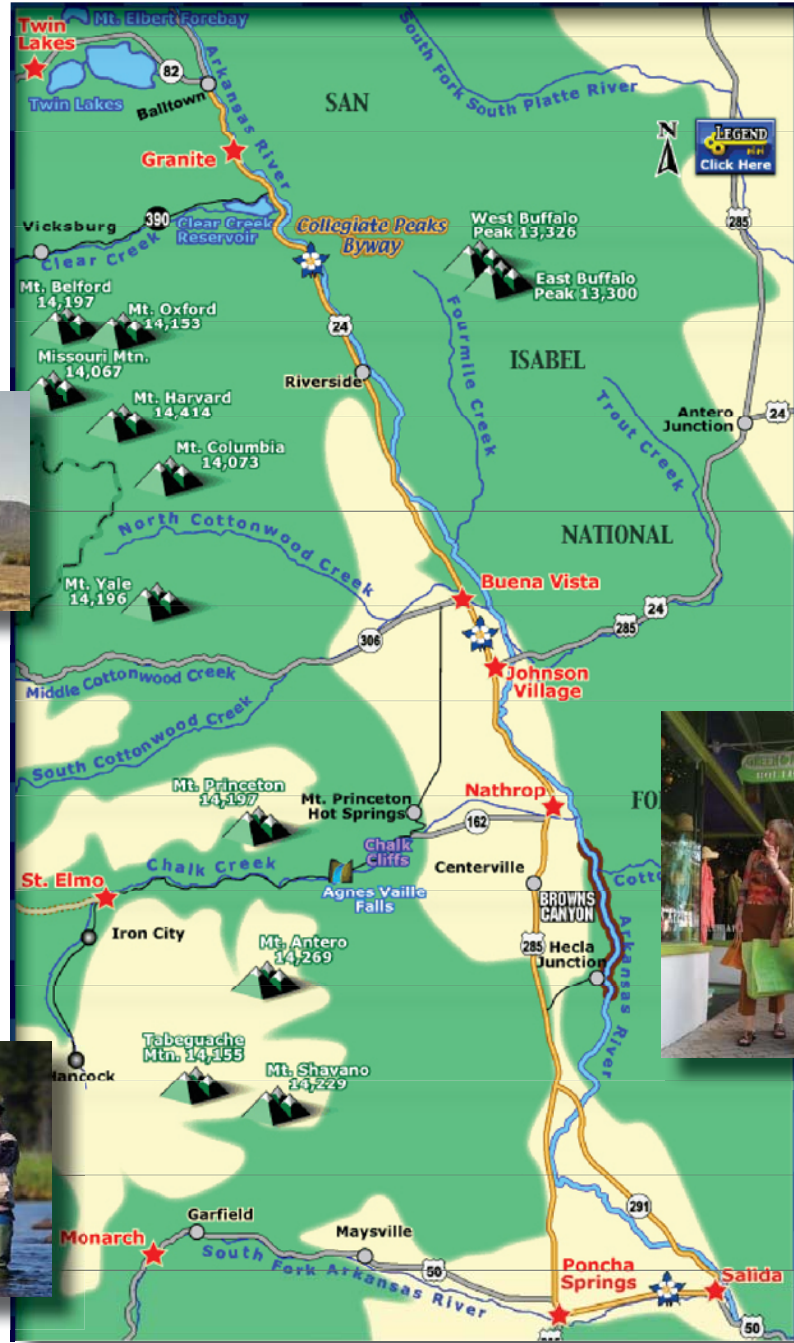 Mt. Elbert Forebay
Twin
Lakes
82
Twin Lakes
Balltown
Arkansas River
SAN
South Fork South Platte River
N
LEGEND
Click Here
Granite
285
390
Vicksburg
Clear Creek
Reservoir
Clear Creek
Collegiate Peaks
Byway
West Buffalo
Peak 13,326
East Buffalo
Peak 13,300
Mt. Belford
14,197
Mt. Oxford
14,153
24
Fourmile Creek
Missouri Mtn.
14,067
Riverside
ISABEL
Mt. Harvard
14,414
Trout Creek
Antero
Junction
24
Mt. Columbia
14,073
North Cottonwood Creek
NATIONAL
Mt. Yale
14,196
Buena Vista
306
24
285
Middle Cottonwood Creek
Johnson
Village
South Cottonwood Creek
Mt. Princeton
14,197
Mt. Princeton
Hot Springs
Nathrop
162
FO
Chalk
Cliffs
Chalk Creek
St. Elmo
Agnes Vaille
Falls
Centerville
Cotto
BROWNS
CANYON
Iron City
285
Hecla
Junction
Arkansas River
Mt. Antero
14,269
Tabeguache
Mtn. 14,155
Hancock
Mt. Shavano
14,229
291
Garfield
Monarch
Maysville
South Fork Arkansas River
50
Poncha
Springs
Salida
50